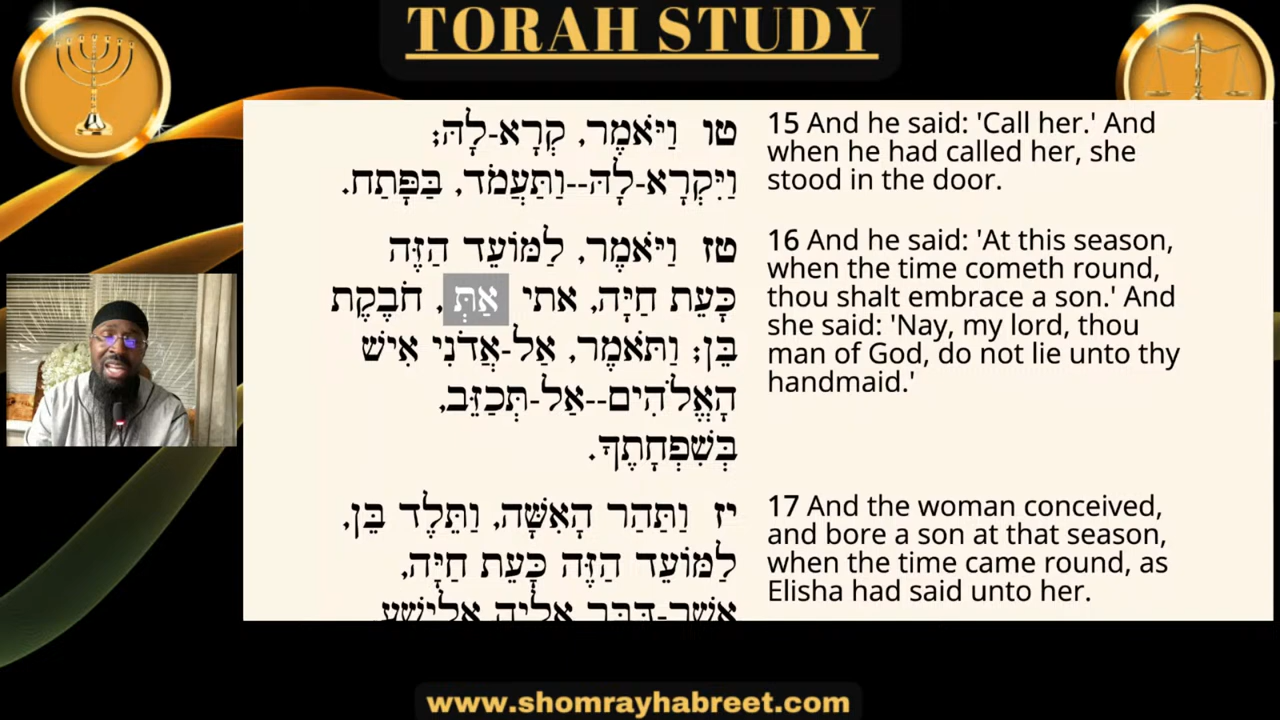 TORAH STUDY
טו וַיֹּאמֶר, קְרָא-לָהּ;
וַיִּקְרָא-לָהּ--וַתַּעֲמֹד, בַּפָּתַח.
15 And he said: 'Call her.' And
when he had called her, she
stood in the door.
טז וַיֹּאמֶר, לַמּוֹעֵד הַזֶּה
כָּעֵת חַיָּה, אתי אַתְּ, חֹבֶקֶת
בֵּן; וַתֹּאמֶר, אַל-אֲדֹנִי אִישׁ
הָאֱלֹהִים--אַל-תְּכַזֵּב,
בְּשִׁפְחָתֶךָ.
16 And he said: 'At this season,
when the time cometh round,
thou shalt embrace a son.' And
she said: 'Nay, my lord, thou
man of God, do not lie unto thy
handmaid.'
יז וַתַּהַר הָאִשָּׁה, וַתֵּלֶד בֵּן,
לַמּוֹעֵד הַזֶּה כָּעֵת חַיָּה,
אֲשֶׁר-דִּבֶּר אֵלֶיהָ אֱלִישָׁע
17 And the woman conceived,
and bore a son at that season,
when the time came round, as
Elisha had said unto her.
www.shomrayhabreet.com